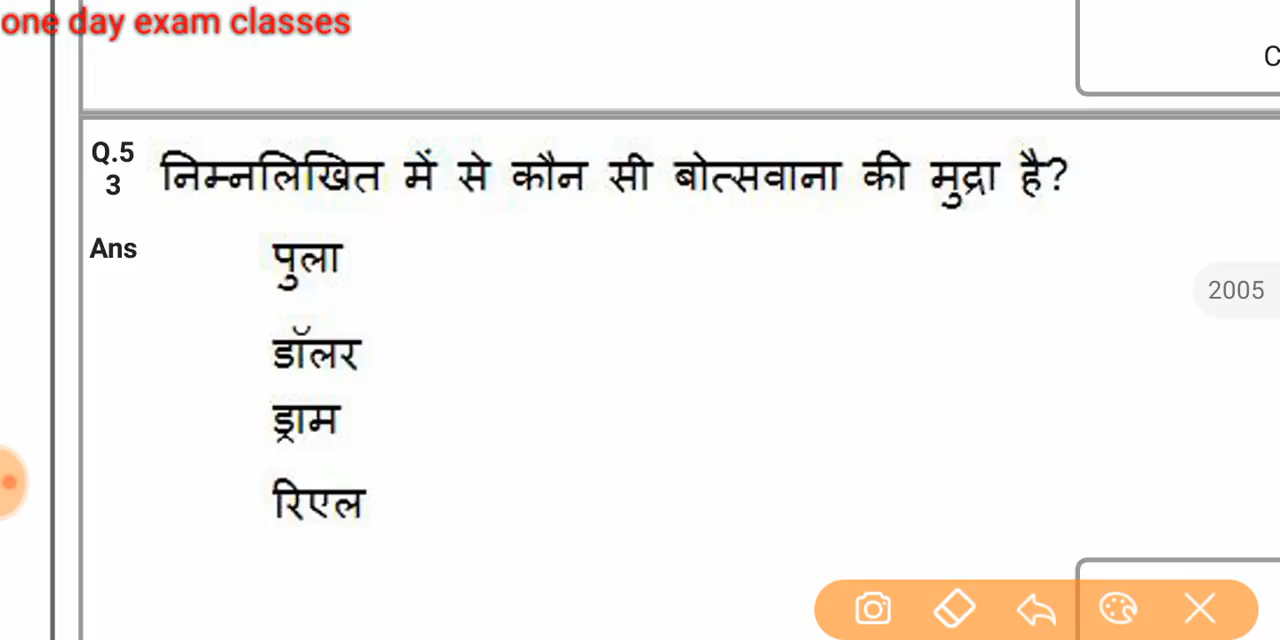 one day exam classes
C
Q.5
3
निम्नलिखित में से कौन सी बोत्सवाना की मुद्रा है?
Ans
पुला
2005
डॉलर
ड्राम
रिएल